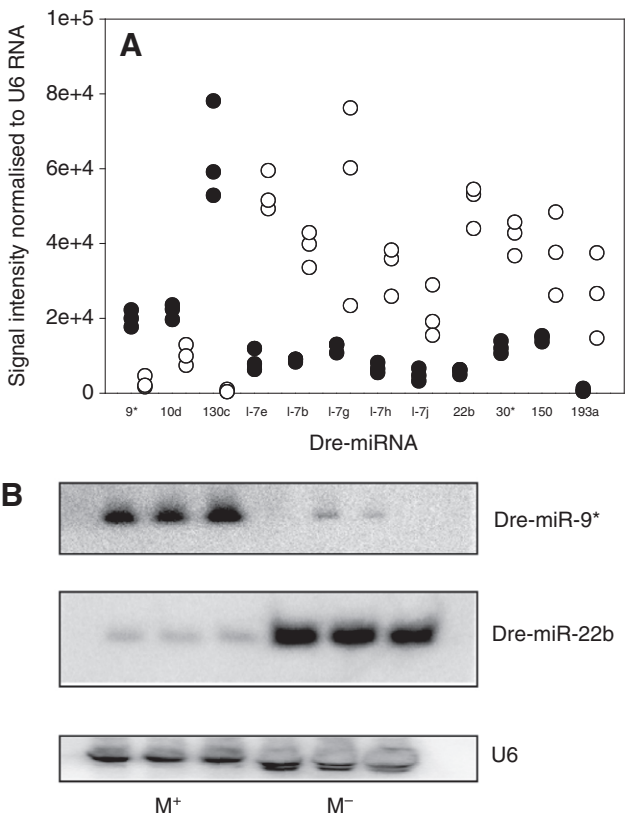 A
Signal intensity normalised to U6 RNA
1e+5
8e+4
6e+4
4e+4
2e+4
0
9* 10d 130c l-7e l-7b l-7g l-7h l-7j 22b 30* 150 193a
Dre-miRNA
B
Dre-miR-9*
Dre-miR-22b
U6
M⁺ M⁻